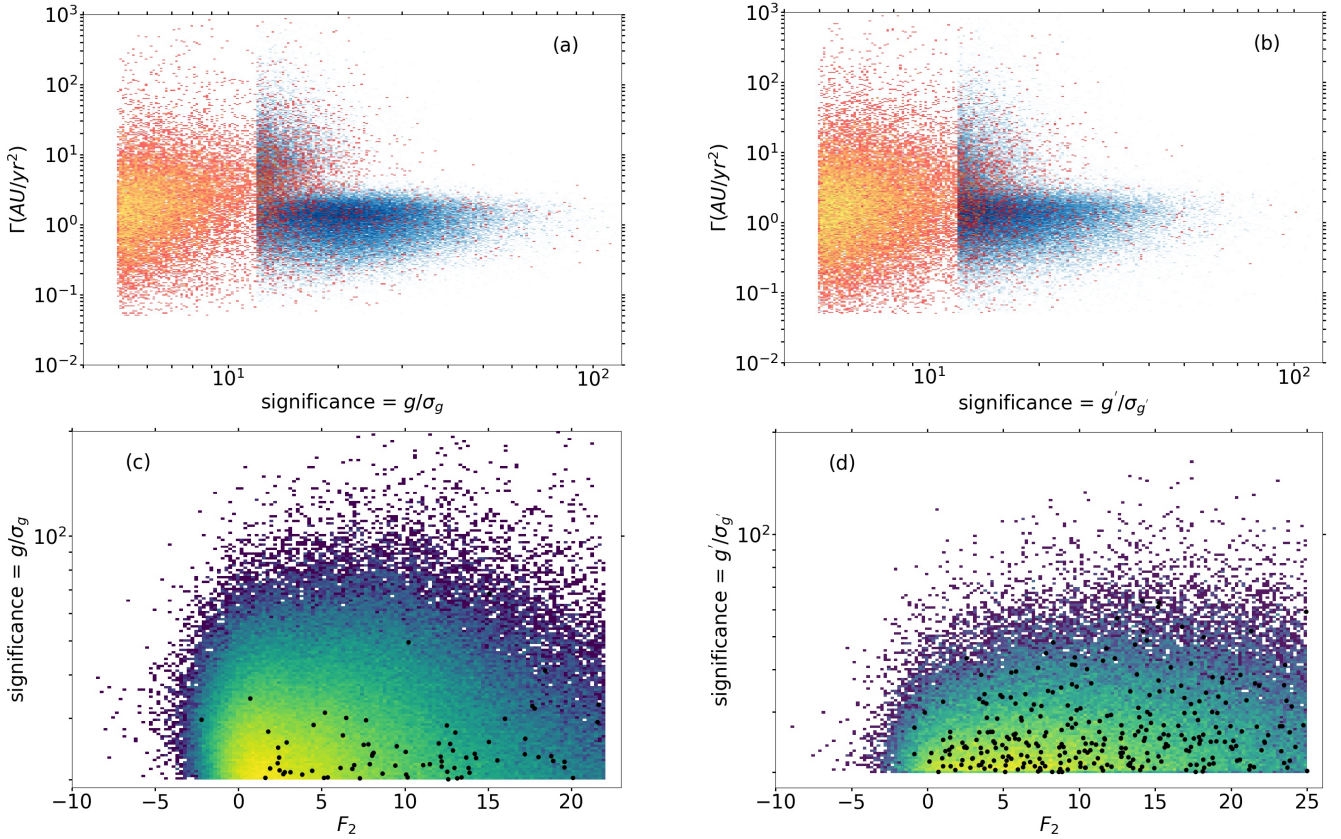 (a)
10³
10²
10¹
10⁰
10⁻¹
10⁻²
Γ(AU/yr²)
10¹
10²
significance = g/σ_g
(b)
10³
10²
10¹
10⁰
10⁻¹
10⁻²
Γ(AU/yr²)
10¹
10²
significance = g′/σ_g′
(c)
10²
significance = g/σ_g
−10
−5
0
5
10
15
20
F₂
(d)
10²
significance = g′/σ_g′
−10
−5
0
5
10
15
20
25
F₂